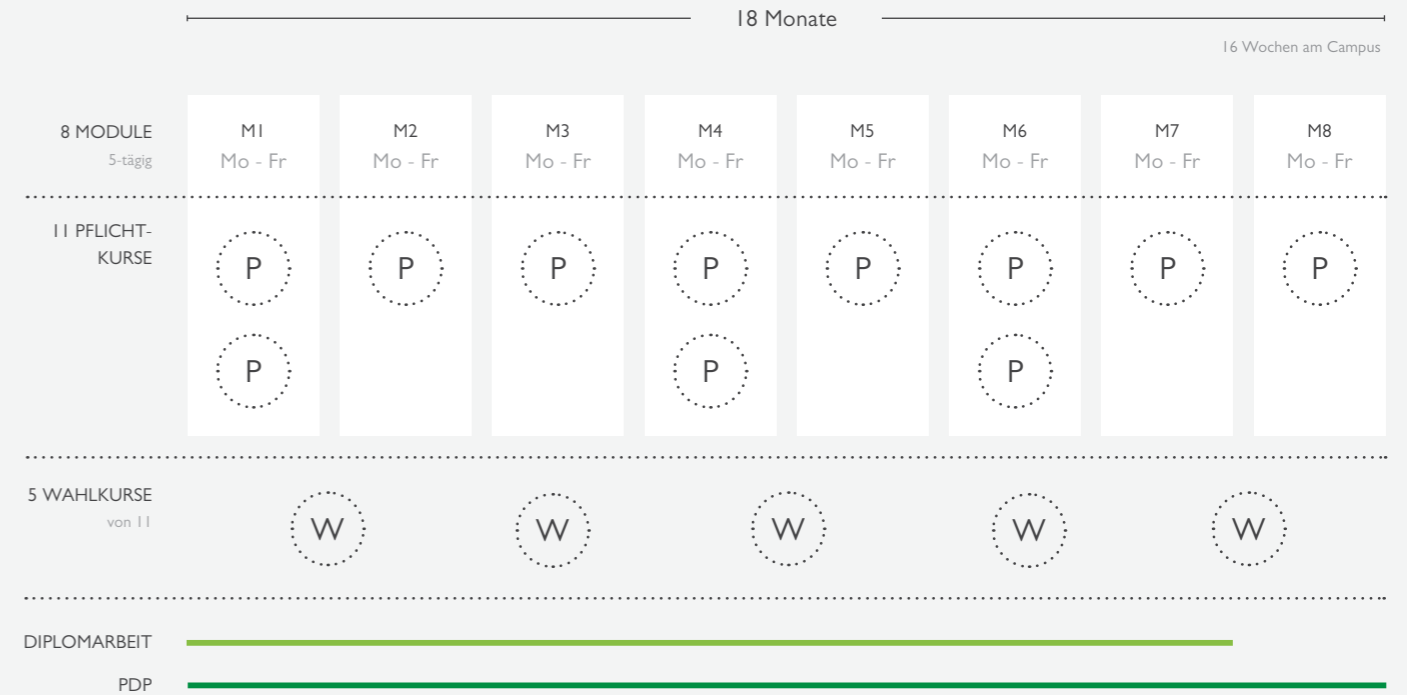 18 Monate
16 Wochen am Campus
8 MODULE
5-tägig
M1 M2 M3 M4 M5 M6 M7 M8
Mo - Fr Mo - Fr Mo - Fr Mo - Fr Mo - Fr Mo - Fr Mo - Fr Mo - Fr
11 PFLICHT-
KURSE
P P P P P P P P
P P P
5 WAHLKURSE
von 11
W W W W W
DIPLOMARBEIT
PDP